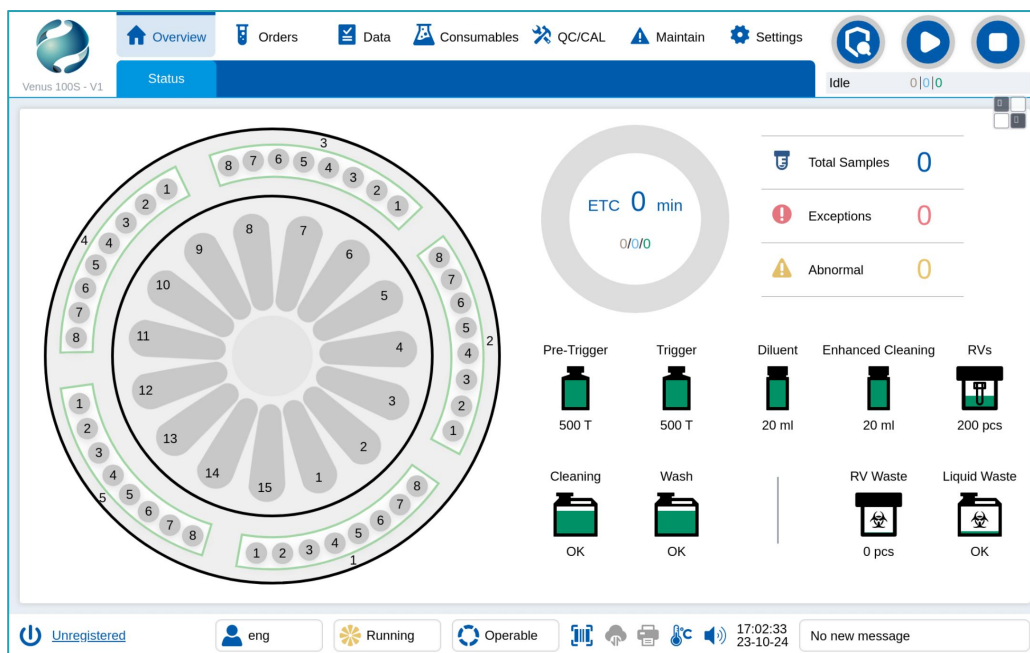 Overview
Orders
Data
Consumables
QC/CAL
Maintain
Settings
Venus 100S - V1
Status
Idle
0|0|0
3
8 7 6 5 4 3 2 1
4
1 2 3 4 5 6 7 8
2
8 7 6 5 4 3 2 1
5
1 2 3 4 5 6 7 8
1
1 2 3 4 5 6 7 8
8
7
9
6
10
5
11
4
12
3
13
2
14
1
15
ETC 0 min
0/0/0
Total Samples 0
Exceptions 0
Abnormal 0
Pre-Trigger
500 T
Trigger
500 T
Diluent
20 ml
Enhanced Cleaning
20 ml
RVs
200 pcs
Cleaning
OK
Wash
OK
RV Waste
0 pcs
Liquid Waste
OK
Unregistered
eng
Running
Operable
°C
17:02:33
23-10-24
No new message